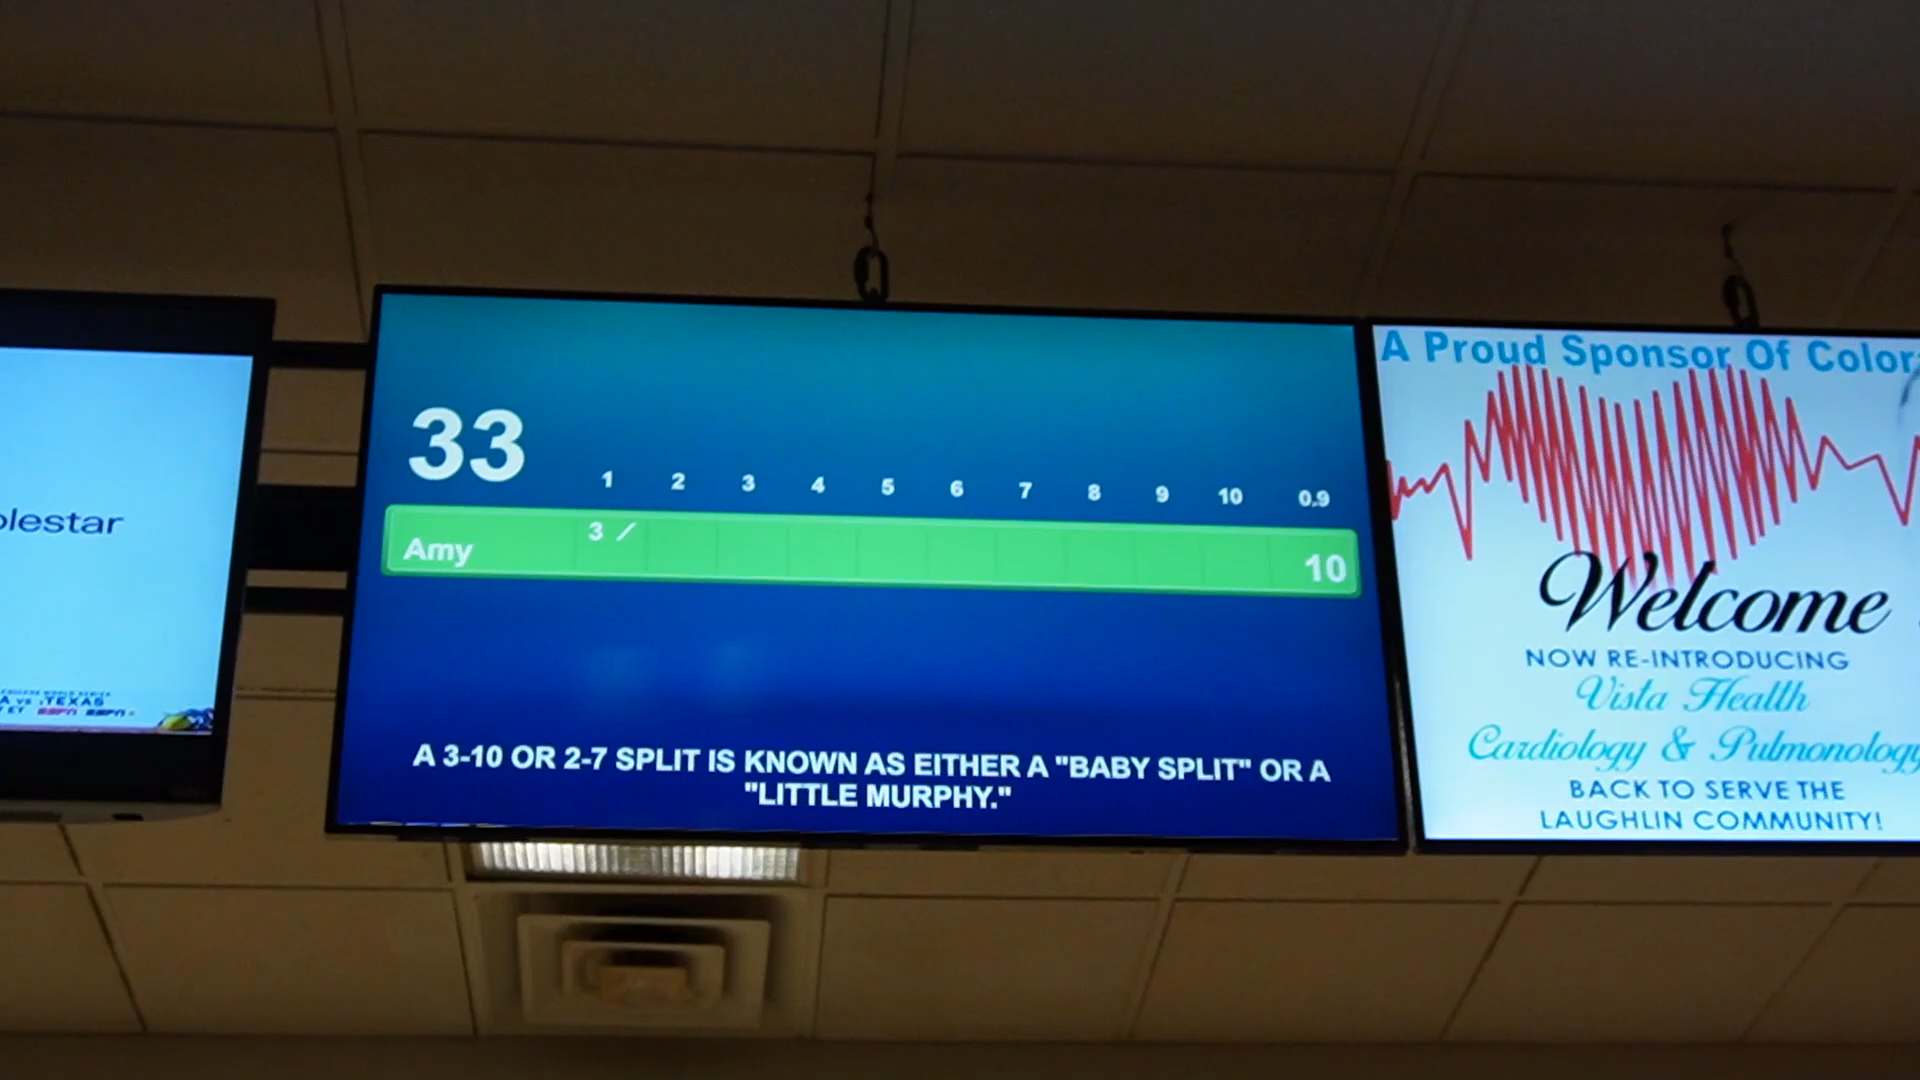 lestar
TEXAS
ESPN
33
1 2 3 4 5 6 7 8 9 10 0.9
3 /
Amy 10
A 3-10 OR 2-7 SPLIT IS KNOWN AS EITHER A "BABY SPLIT" OR A
"LITTLE MURPHY."
A Proud Sponsor Of Color
Welcome
NOW RE-INTRODUCING
Vista Health
Cardiology & Pulmonology
BACK TO SERVE THE
LAUGHLIN COMMUNITY!